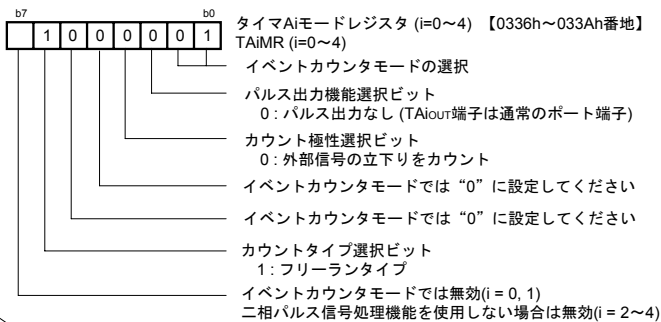 b7 b0
タイマAiモードレジスタ (i=0～4) 【0336h～033Ah番地】
TAiMR (i=0～4)
1 0 0 0 0 0 1
イベントカウンタモードの選択
パルス出力機能選択ビット
0 : パルス出力なし (TAiOUT端子は通常のポート端子)
カウント極性選択ビット
0 : 外部信号の立下りをカウント
イベントカウンタモードでは“0”に設定してください
イベントカウンタモードでは“0”に設定してください
カウントタイプ選択ビット
1 : フリーランタイプ
イベントカウンタモードでは無効(i = 0, 1)
二相パルス信号処理機能を使用しない場合は無効(i = 2～4)